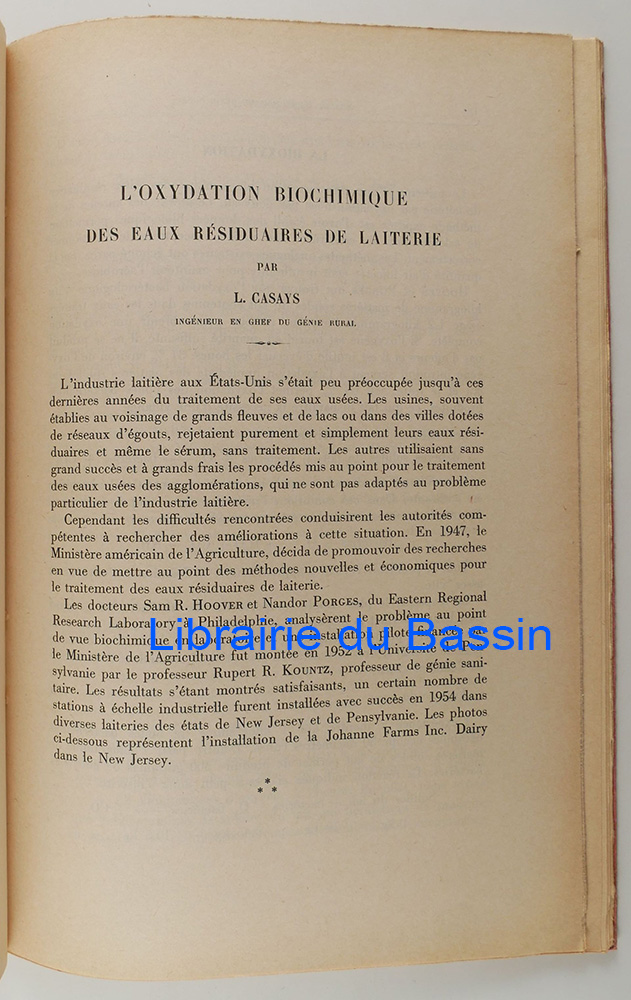 L'OXYDATION BIOCHIMIQUE
DES EAUX RÉSIDUAIRES DE LAITERIE
PAR
L. CASAYS
INGÉNIEUR EN CHEF DU GÉNIE RURAL
L'industrie laitière aux États-Unis s'était peu préoccupée jusqu'à ces
dernières années du traitement de ses eaux usées. Les usines, souvent
établies au voisinage de grands fleuves et de lacs ou dans des villes dotées
de réseaux d'égouts, rejetaient purement et simplement leurs eaux rési-
duaires et même le sérum, sans traitement. Les autres utilisaient sans
grand succès et à grands frais les procédés mis au point pour le traitement
des eaux usées des agglomérations, qui ne sont pas adaptés au problème
particulier de l'industrie laitière.
Cependant les difficultés rencontrées conduisirent les autorités com-
pétentes à rechercher des améliorations à cette situation. En 1947, le
Ministère américain de l'Agriculture, décida de promouvoir des recherches
en vue de mettre au point des méthodes nouvelles et économiques pour
le traitement des eaux résiduaires de laiterie.
Les docteurs Sam R. HOOVER et Nandor PORGES, du Eastern Regional
Research Laboratory à Philadelphie, analysèrent le problème au point
de vue biochimique en laboratoire et une installation pilote
Librairie du Bassin
le Ministère de l'Agriculture fut montée en 1952 à l'Université de Pen-
sylvanie par le professeur Rupert R. KOUNTZ, professeur de génie sani-
taire. Les résultats s'étant montrés satisfaisants, un certain nombre de
stations à échelle industrielle furent installées avec succès en 1954 dans
diverses laiteries des états de New Jersey et de Pensylvanie. Les photos
ci-dessous représentent l'installation de la Johanne Farms Inc. Dairy
dans le New Jersey.
*
* *